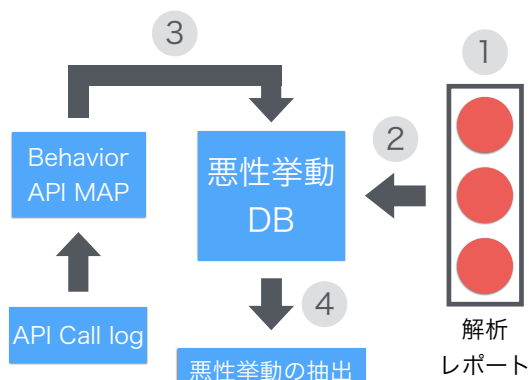 ③
①
Behavior
API MAP
悪性挙動
DB
②
API Call log
④
悪性挙動の抽出
解析
レポート